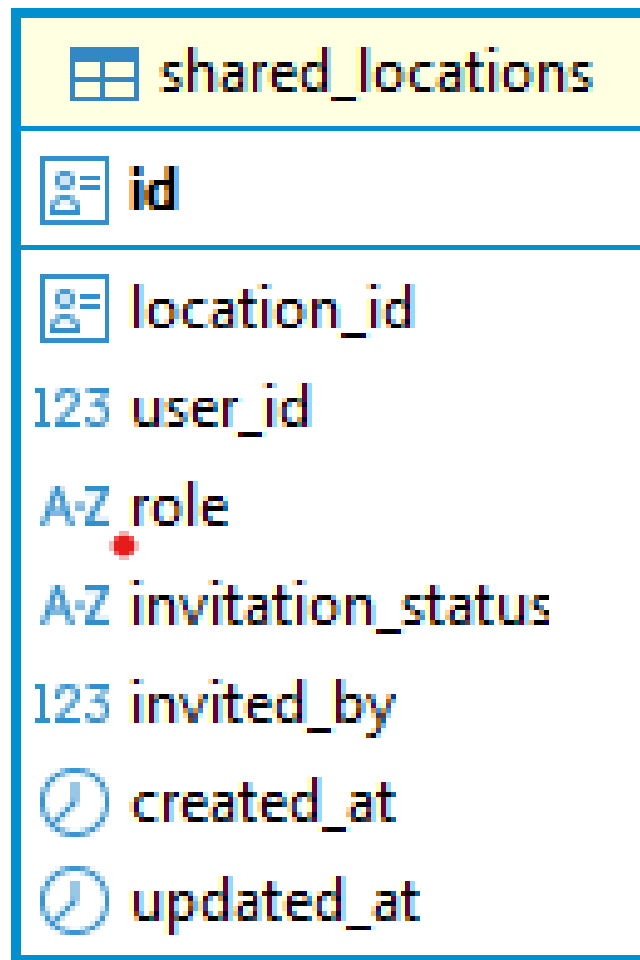 shared_locations
id
location_id
123 user_id
A-Z role
A-Z invitation_status
123 invited_by
created_at
updated_at